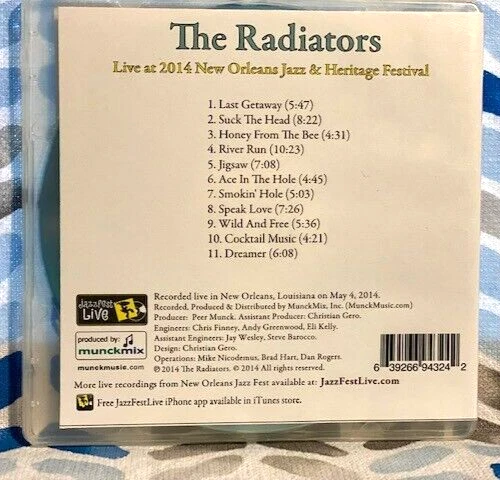 The Radiators
Live at 2014 New Orleans Jazz & Heritage Festival
1. Last Getaway (5:47)
2. Suck The Head (8:22)
3. Honey From The Bee (4:31)
4. River Run (10:23)
5. Jigsaw (7:08)
6. Ace In The Hole (4:45)
7. Smokin' Hole (5:03)
8. Speak Love (7:26)
9. Wild And Free (5:36)
10. Cocktail Music (4:21)
11. Dreamer (6:08)
JazzFest
LIVE
produced by:
munckmix
munckmusic.com
Recorded live in New Orleans, Louisiana on May 4, 2014.
Recorded, Produced & Distributed by MunckMix, Inc. (MunckMusic.com)
Producer: Peer Munck. Assistant Producer: Christian Gero.
Engineers: Chris Finney, Andy Greenwood, Eli Kelly.
Assistant Engineers: Jay Wesley, Steve Barocco.
Design: Christian Gero.
Operations: Mike Nicodemus, Brad Hart, Dan Rogers.
℗ 2014 The Radiators. © 2014 All rights reserved.
6 39266 94324 2
More live recordings from New Orleans Jazz Fest available at: JazzFestLive.com
Free JazzFestLive iPhone app available in iTunes store.